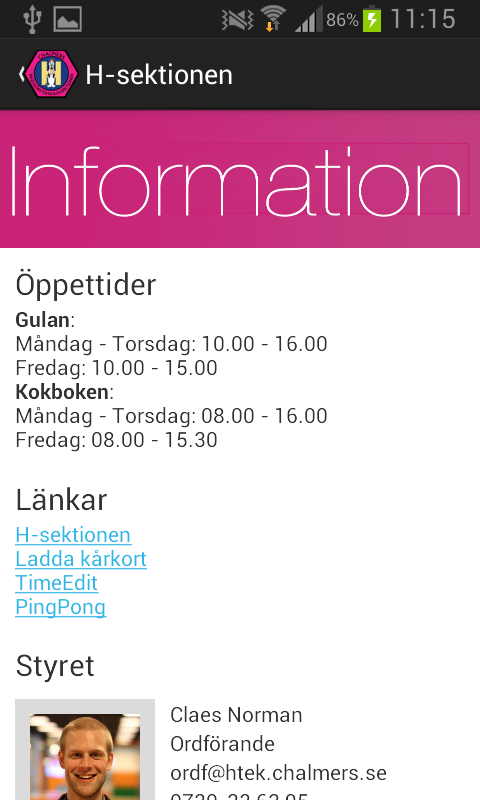 86% 11:15
CHALMERS
H
H-sektionen
Information
Öppettider
Gulan:
Måndag - Torsdag: 10.00 - 16.00
Fredag: 10.00 - 15.00
Kokboken:
Måndag - Torsdag: 08.00 - 16.00
Fredag: 08.00 - 15.30
Länkar
H-sektionen
Ladda kårkort
TimeEdit
PingPong
Styret
Claes Norman
Ordförande
ordf@htek.chalmers.se